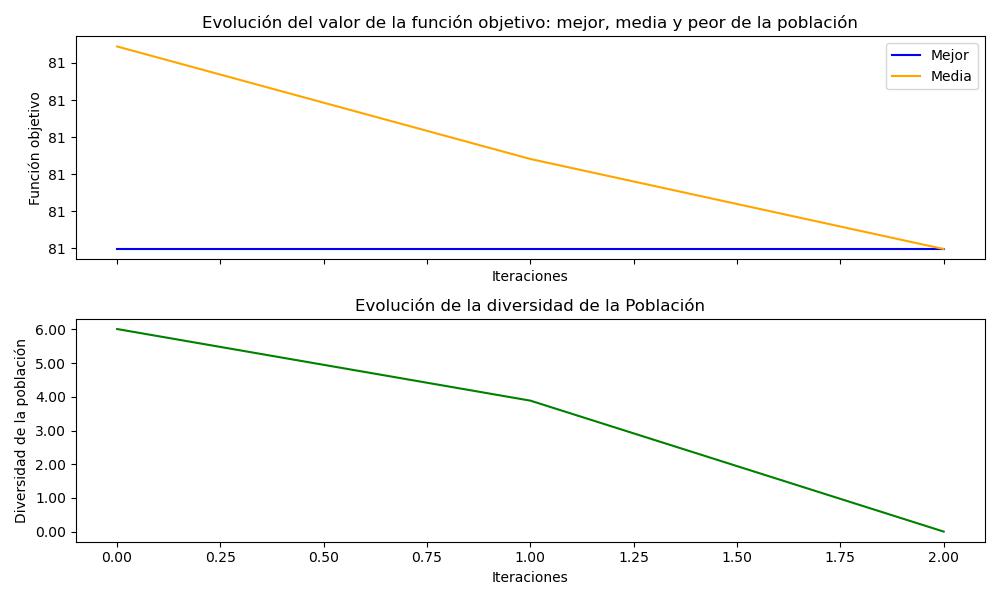 Evolución del valor de la función objetivo: mejor, media y peor de la población
Mejor
Media
Función objetivo
81
81
81
81
81
81
Iteraciones
Evolución de la diversidad de la Población
Diversidad de la población
6.00
5.00
4.00
3.00
2.00
1.00
0.00
0.00 0.25 0.50 0.75 1.00 1.25 1.50 1.75 2.00
Iteraciones